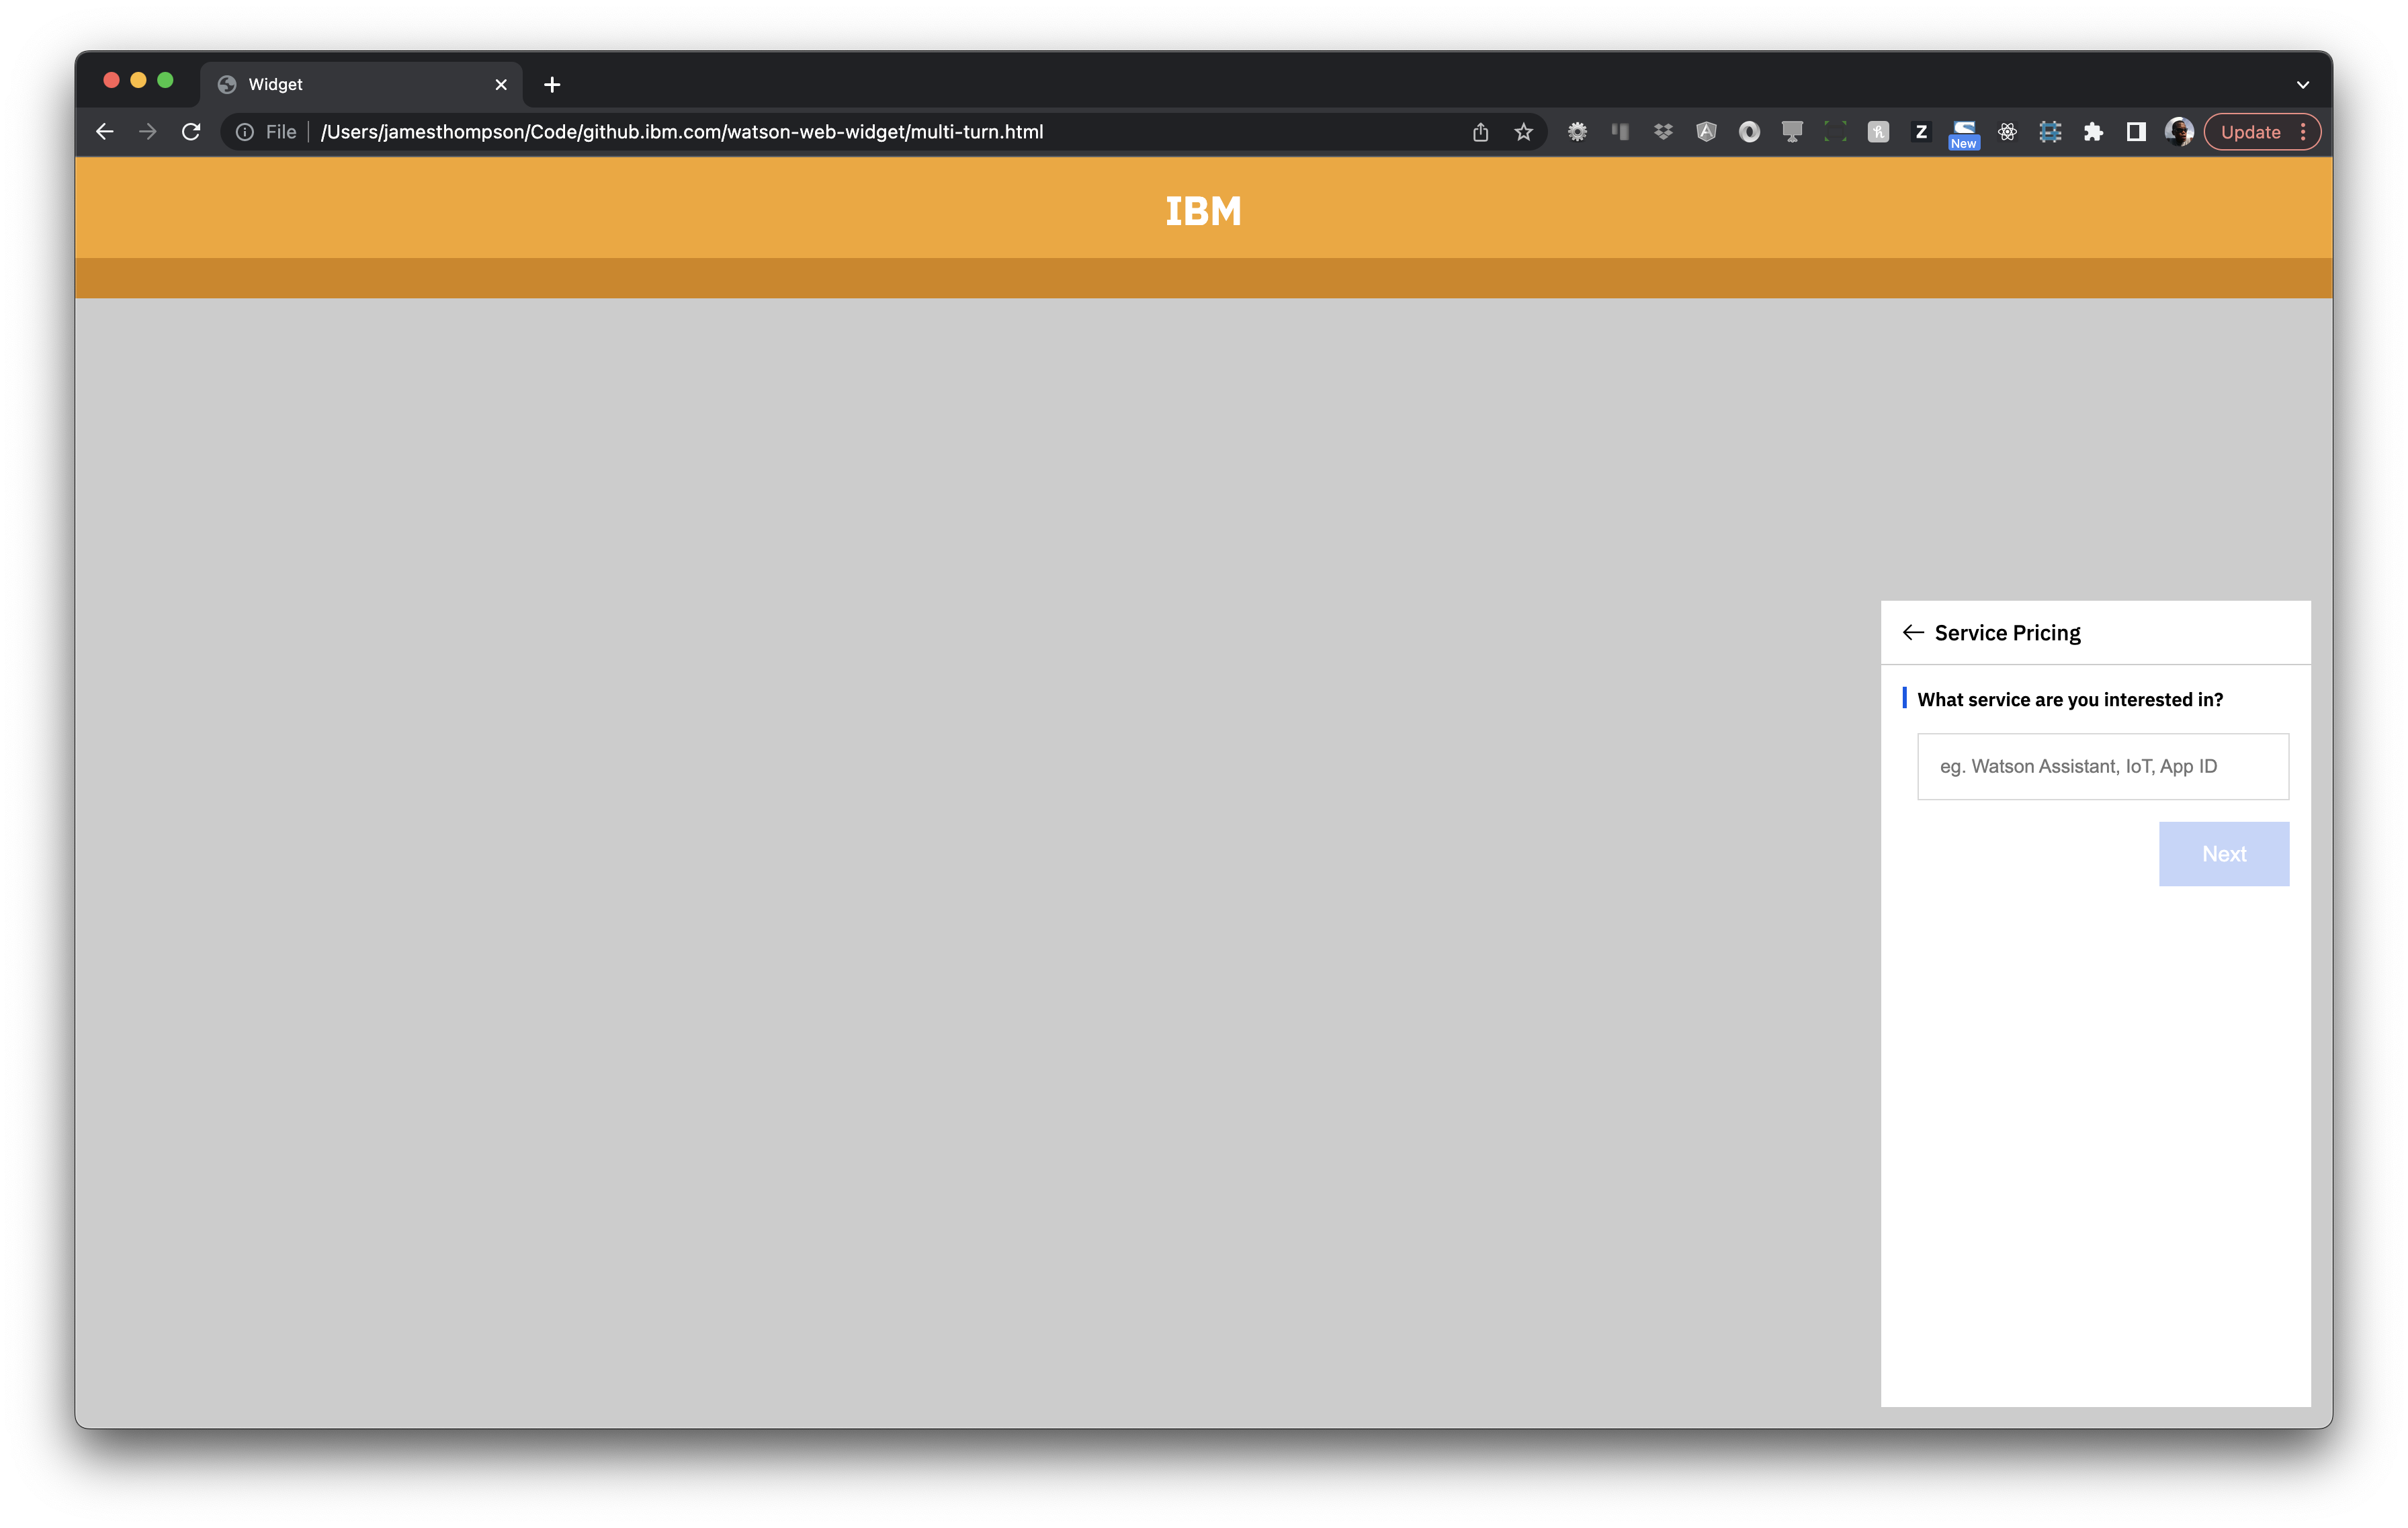 Widget
File
/Users/jamesthompson/Code/github.ibm.com/watson-web-widget/multi-turn.html
Z
New
Update
IBM
Service Pricing
What service are you interested in?
eg. Watson Assistant, IoT, App ID
Next